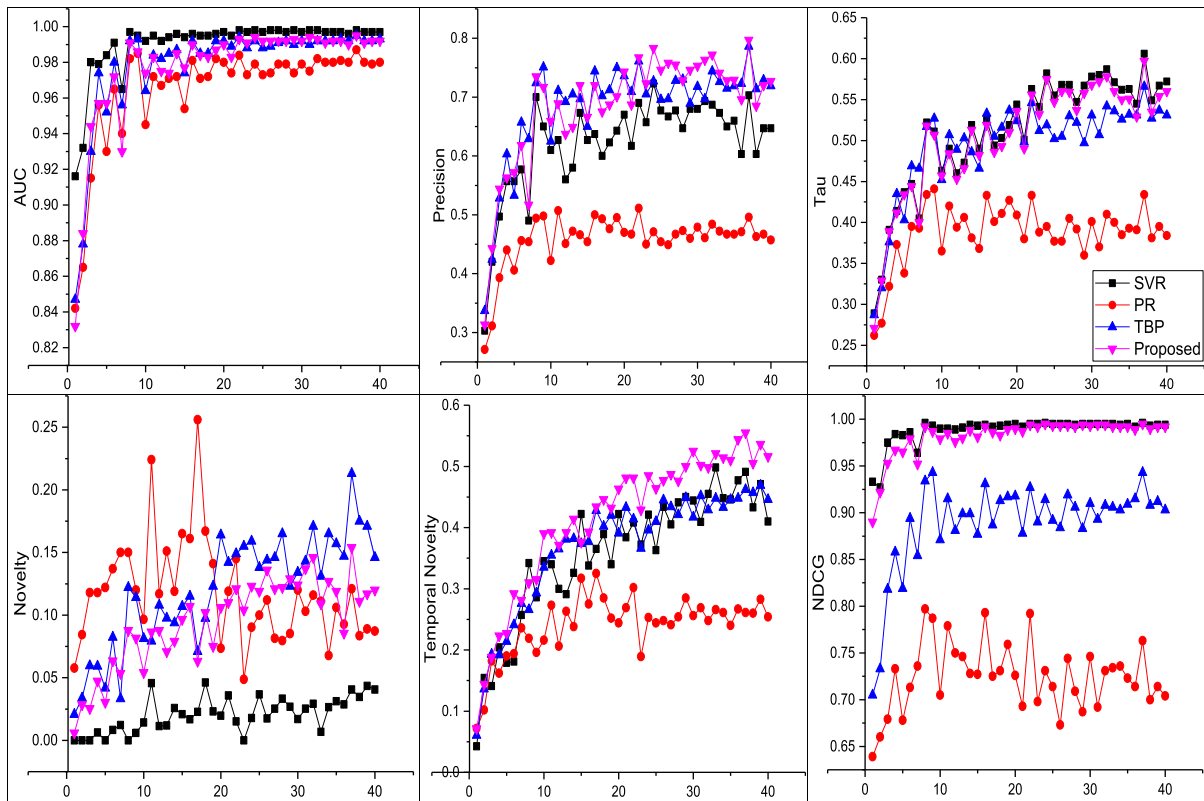 AUC
1.00
0.98
0.96
0.94
0.92
0.90
0.88
0.86
0.84
0.82
0 10 20 30 40
Precision
0.8
0.7
0.6
0.5
0.4
0.3
0 10 20 30 40
Tau
0.65
0.60
0.55
0.50
0.45
0.40
0.35
0.30
0.25
0 10 20 30 40
SVR
PR
TBP
Proposed
Novelty
0.25
0.20
0.15
0.10
0.05
0.00
0 10 20 30 40
Temporal Novelty
0.6
0.5
0.4
0.3
0.2
0.1
0.0
0 10 20 30 40
NDCG
1.00
0.95
0.90
0.85
0.80
0.75
0.70
0.65
0 10 20 30 40